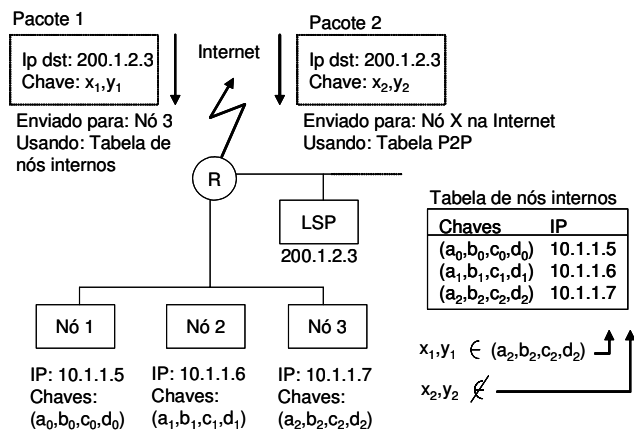 Pacote 1
Ip dst: 200.1.2.3
Chave: x₁,y₁
Enviado para: Nó 3
Usando: Tabela de
nós internos
Internet
Pacote 2
Ip dst: 200.1.2.3
Chave: x₂,y₂
Enviado para: Nó X na Internet
Usando: Tabela P2P
R
LSP
200.1.2.3
Tabela de nós internos
Chaves IP
(a₀,b₀,c₀,d₀) 10.1.1.5
(a₁,b₁,c₁,d₁) 10.1.1.6
(a₂,b₂,c₂,d₂) 10.1.1.7
x₁,y₁ ∈ (a₂,b₂,c₂,d₂)
x₂,y₂ ∉
Nó 1
IP: 10.1.1.5
Chaves:
(a₀,b₀,c₀,d₀)
Nó 2
IP: 10.1.1.6
Chaves:
(a₁,b₁,c₁,d₁)
Nó 3
IP: 10.1.1.7
Chaves:
(a₂,b₂,c₂,d₂)